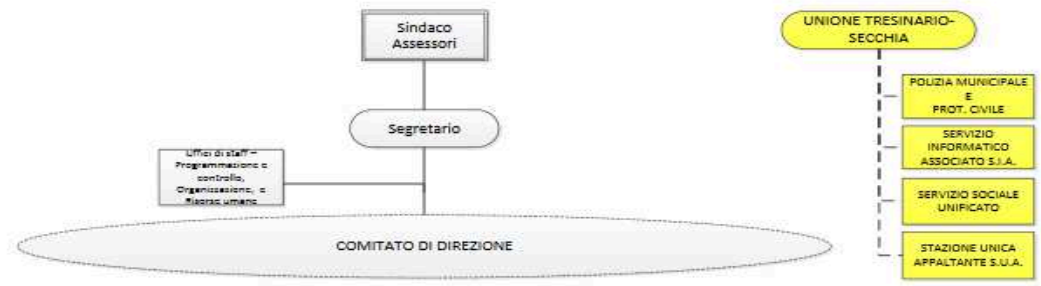 Sindaco
Assessori
Segretario
Uffici di staff –
Programmazione e
controllo,
Organizzazione, e
Risorse umane
COMITATO DI DIREZIONE
UNIONE TRESINARIO-
SECCHIA
POLIZIA MUNICIPALE
E
PROT. CIVILE
SERVIZIO
INFORMATICO
ASSOCIATO S.I.A.
SERVIZIO SOCIALE
UNIFICATO
STAZIONE UNICA
APPALTANTE S.U.A.